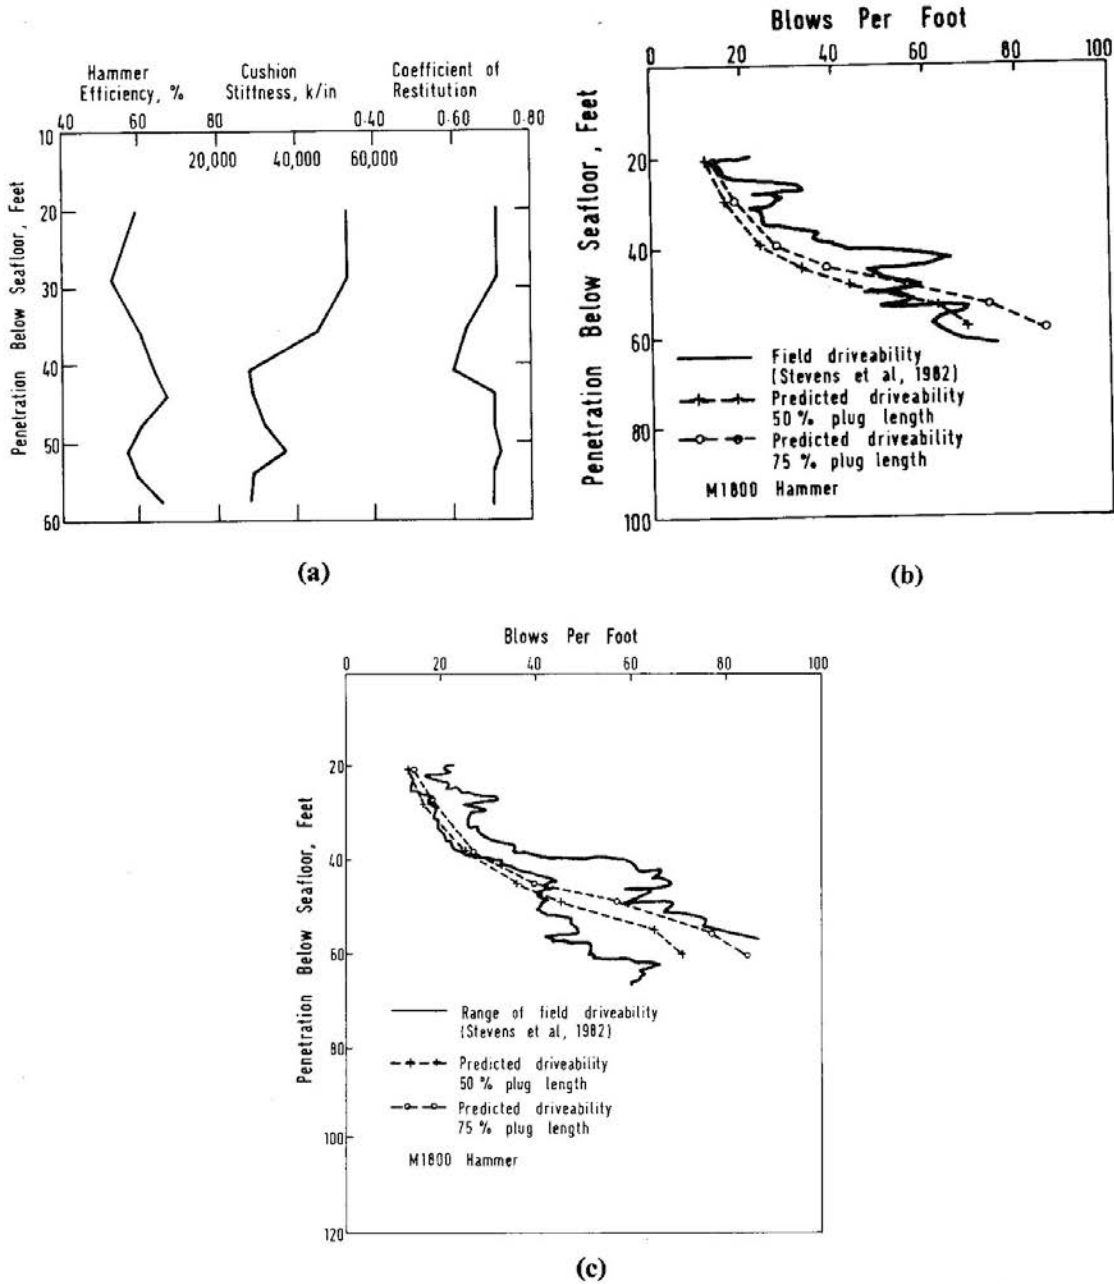 Hammer Efficiency, %
Cushion Stiffness, k/in
Coefficient of Restitution
40 60 80 0·40 0·60 0·80
20,000 40,000 60,000
10
20
30
40
50
60
Penetration Below Seafloor, Feet
(a)
Blows Per Foot
0 20 40 60 80 100
20
40
60
80
100
Penetration Below Seafloor, Feet
Field driveability
(Stevens et al, 1982)
Predicted driveability
50% plug length
Predicted driveability
75% plug length
M1800 Hammer
(b)
Blows Per Foot
0 20 40 60 80 100
20
40
60
80
100
120
Penetration Below Seafloor, Feet
Range of field driveability
(Stevens et al, 1982)
Predicted driveability
50% plug length
Predicted driveability
75% plug length
M1800 Hammer
(c)